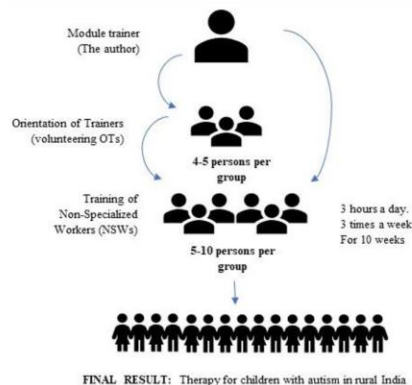 Module trainer
(The author)
Orientation of Trainers
(volunteering OTs)
4-5 persons per
group
Training of
Non-Specialized
Workers (NSWs)
3 hours a day.
3 times a week
For 10 weeks
5-10 persons per
group
FINAL RESULT: Therapy for children with autism in rural India